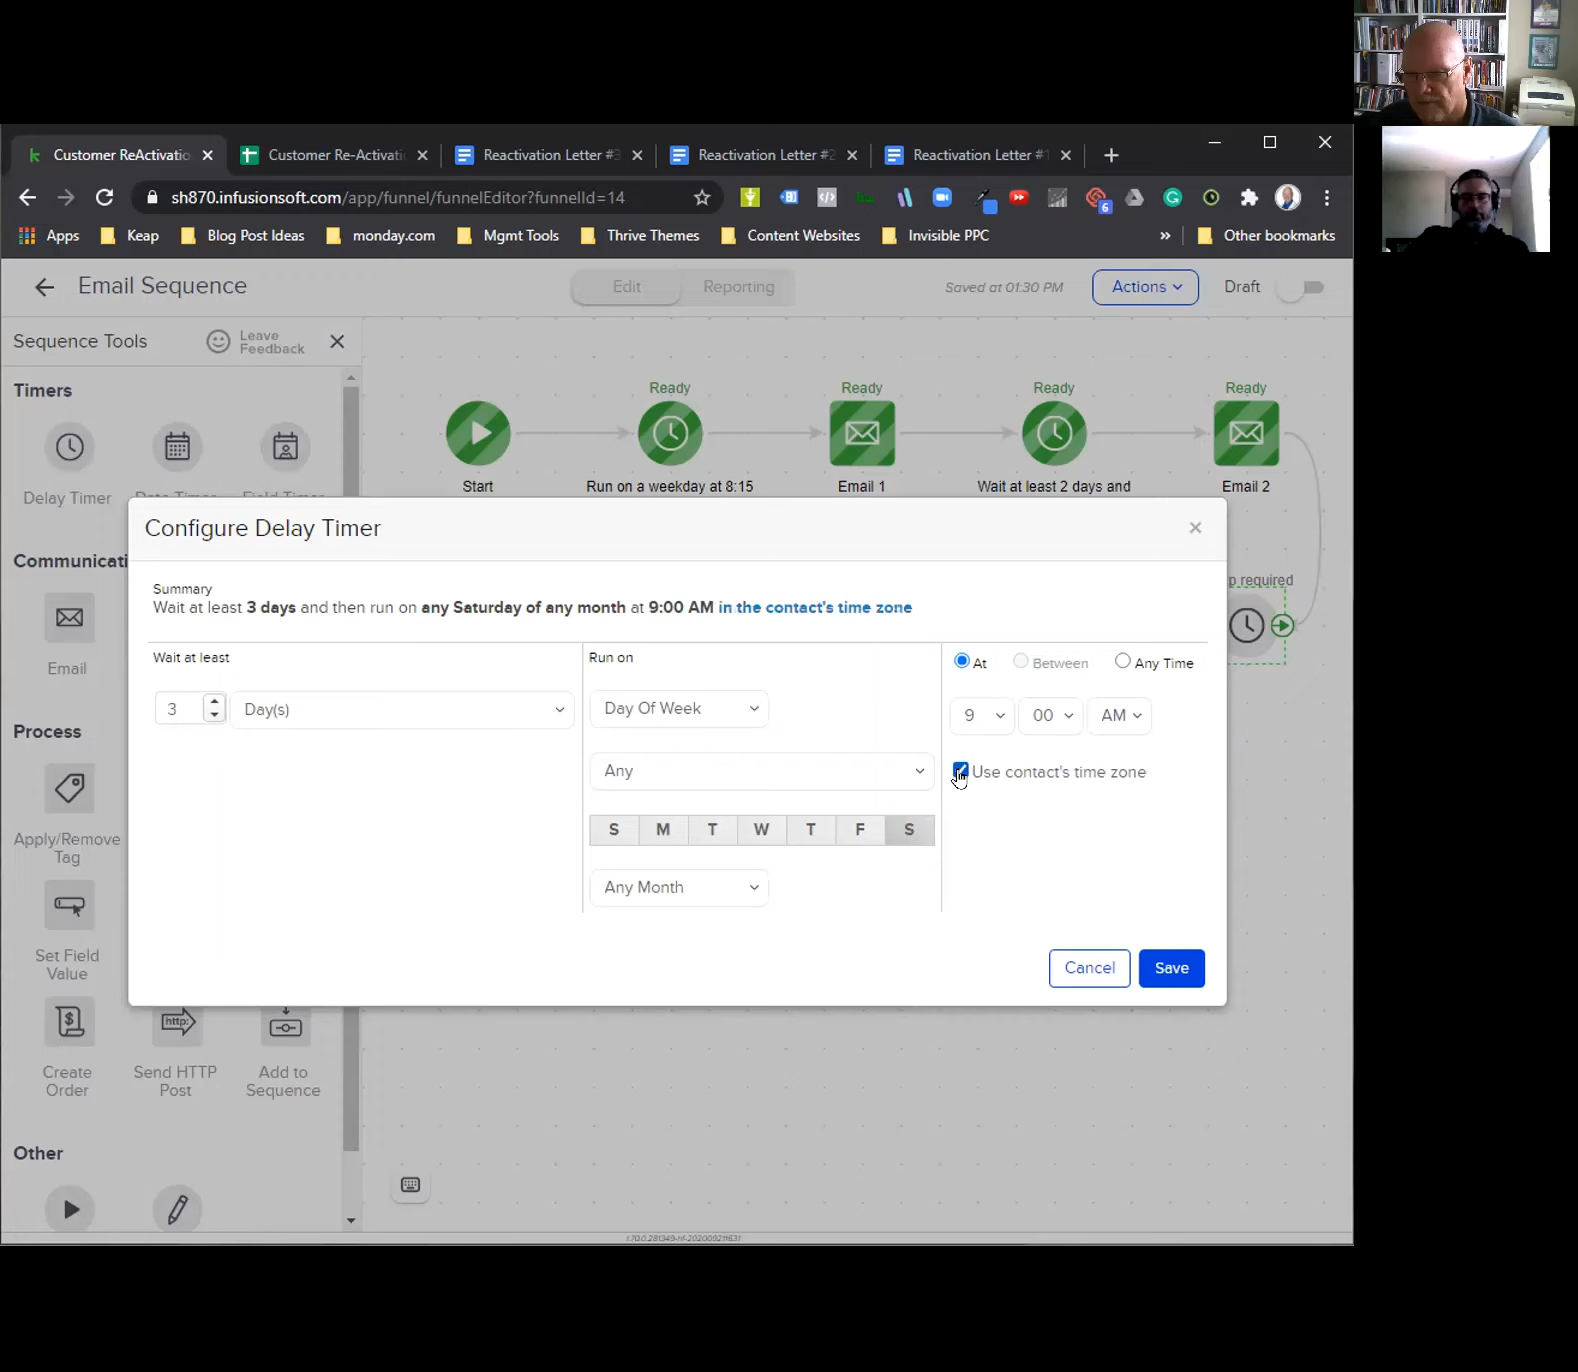 Customer ReActivatio
Customer Re-Activati
Reactivation Letter #3
Reactivation Letter #2
Reactivation Letter #1
sh870.infusionsoft.com/app/funnel/funnelEditor?funnelId=14
6
Apps
Keap
Blog Post Ideas
monday.com
Mgmt Tools
Thrive Themes
Content Websites
Invisible PPC
»
Other bookmarks
Email Sequence
Edit
Reporting
Saved at 01:30 PM
Actions
Draft
Sequence Tools
Leave
Feedback
Timers
Delay Timer
Date Timer
Field Timer
Ready
Ready
Ready
Ready
Start
Run on a weekday at 8:15
Email 1
Wait at least 2 days and
Email 2
p required
Configure Delay Timer
Summary
Wait at least 3 days and then run on any Saturday of any month at 9:00 AM in the contact's time zone
Wait at least
3
Day(s)
Run on
Day Of Week
Any
S M T W T F S
Any Month
At
Between
Any Time
9
00
AM
Use contact's time zone
Cancel
Save
Communicati
Email
Process
Apply/Remove
Tag
Set Field
Value
http:
Create
Order
Send HTTP
Post
Add to
Sequence
Other